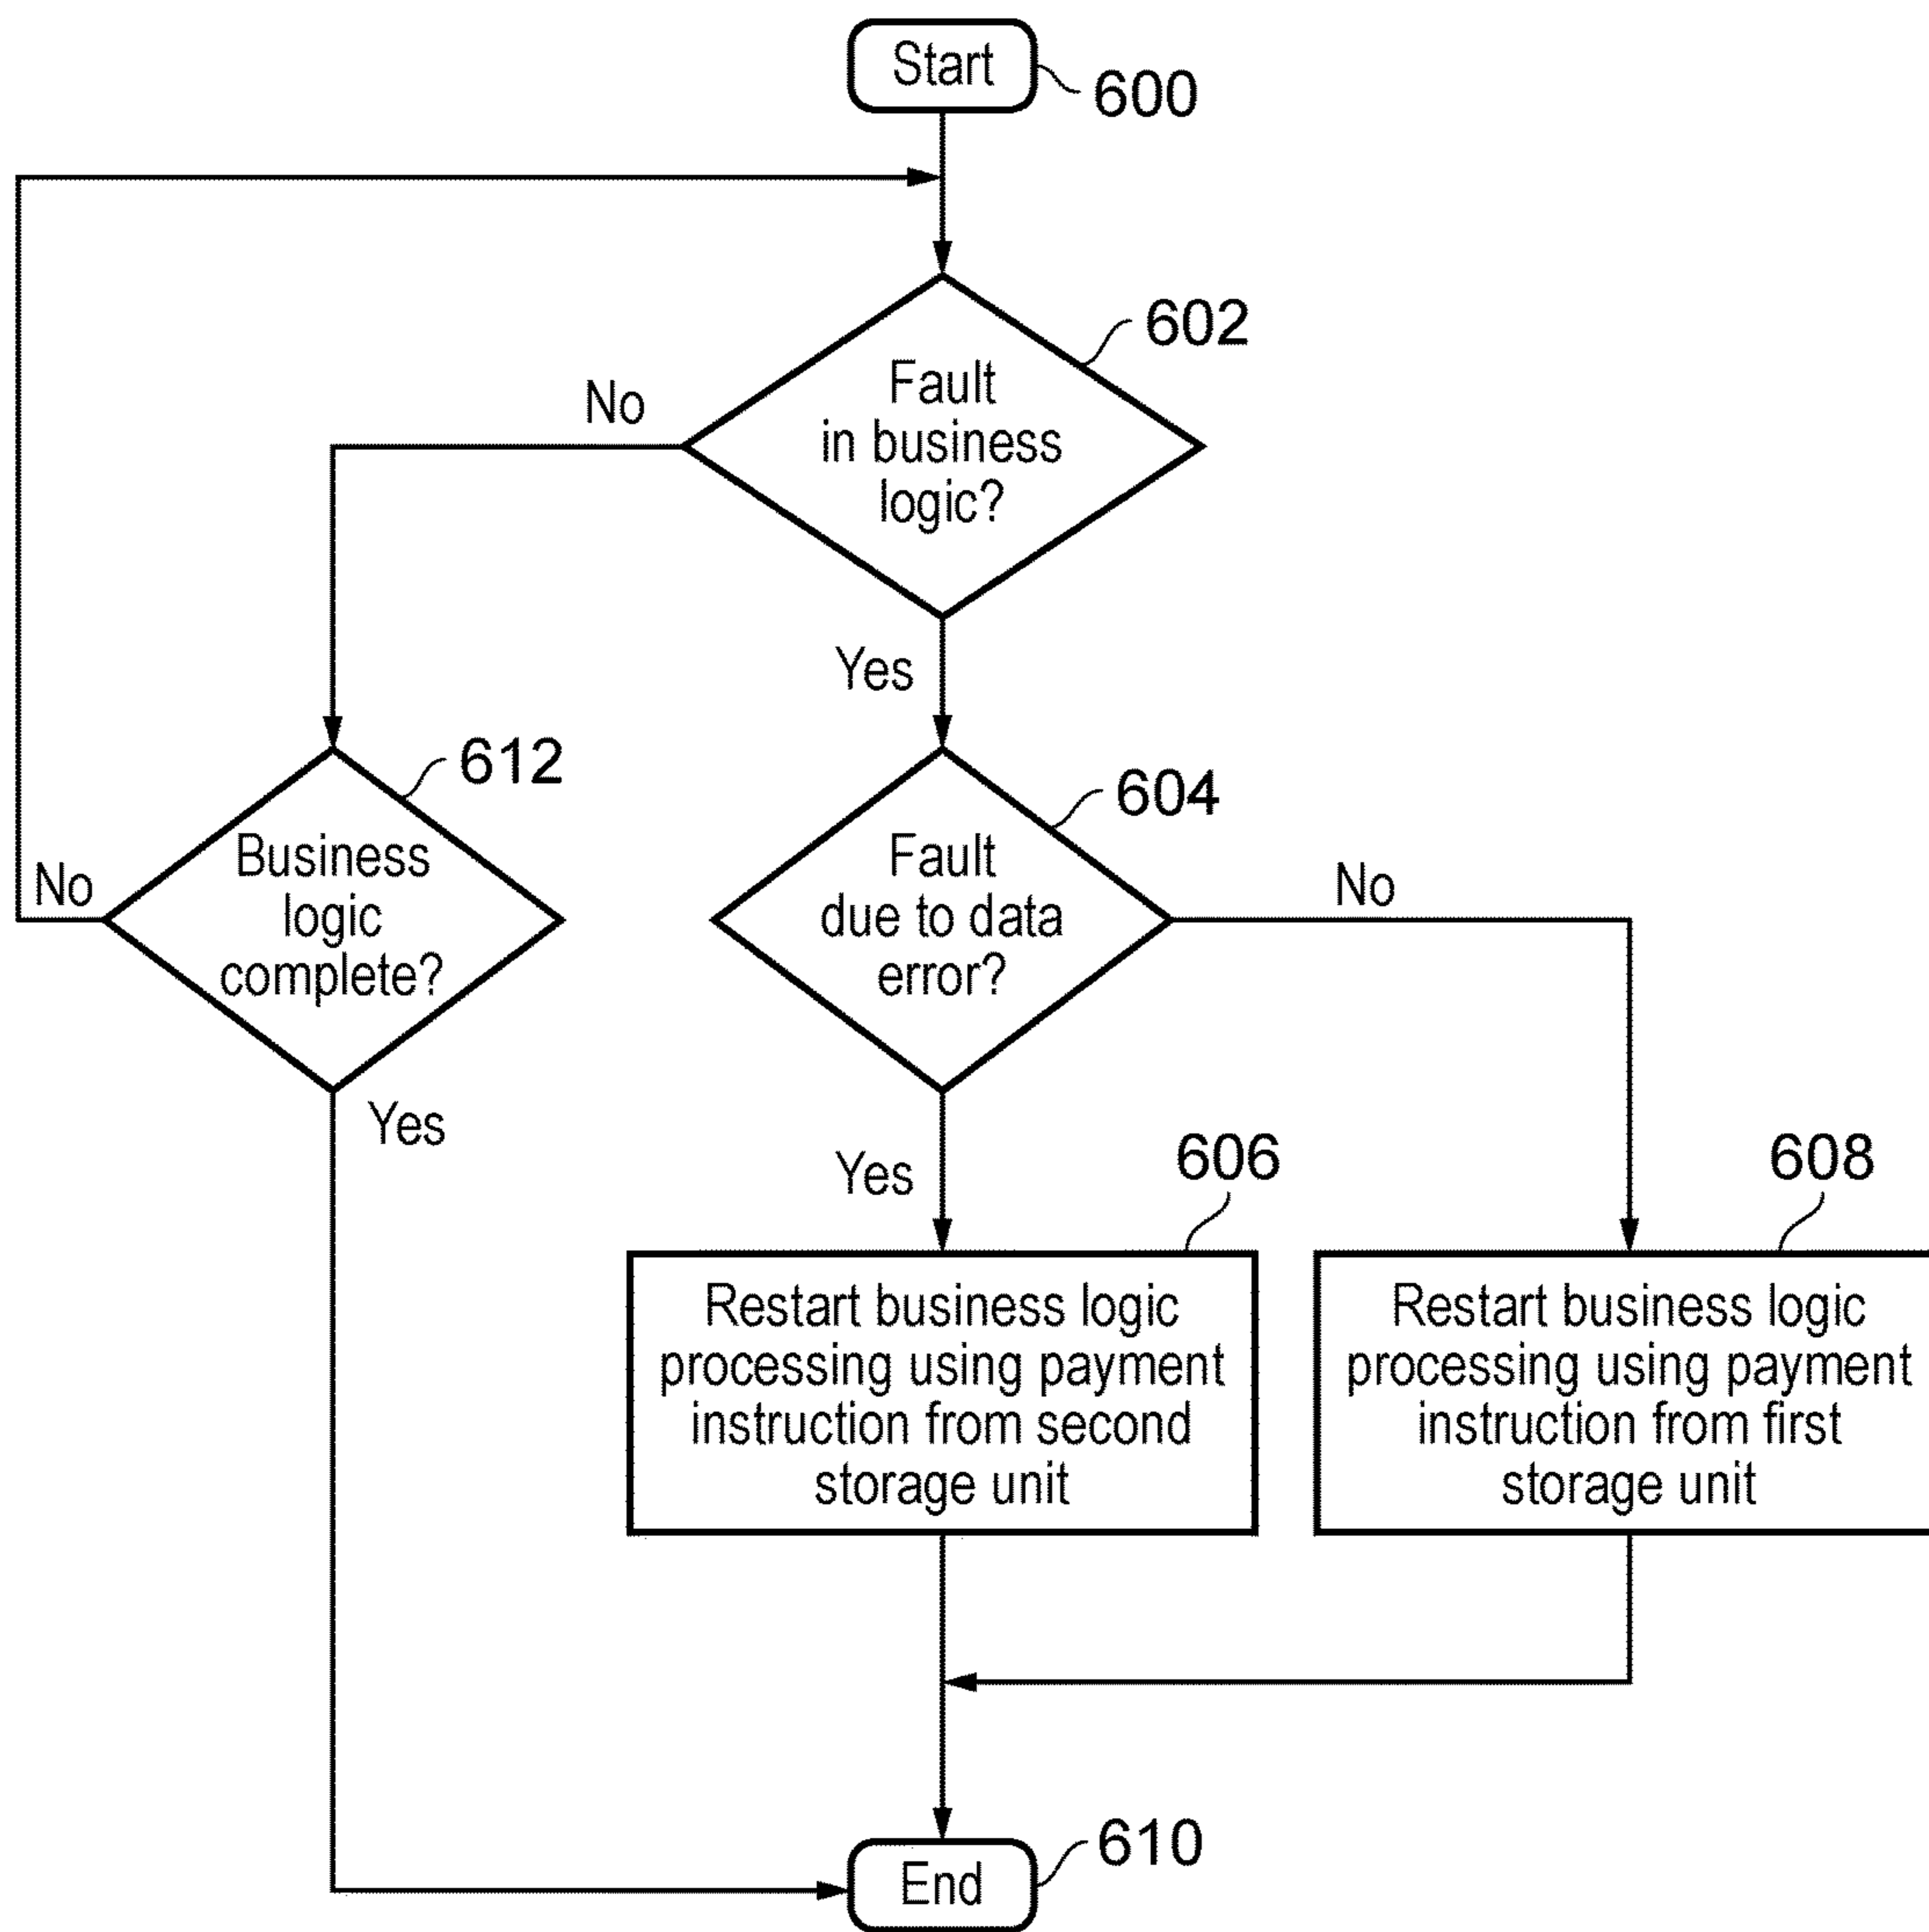 Start
600
602
Fault
in business
logic?
No
Yes
612
604
Business
logic
complete?
No
Fault
due to data
error?
No
Yes
Yes
606
608
Restart business logic
processing using payment
instruction from second
storage unit
Restart business logic
processing using payment
instruction from first
storage unit
610
End